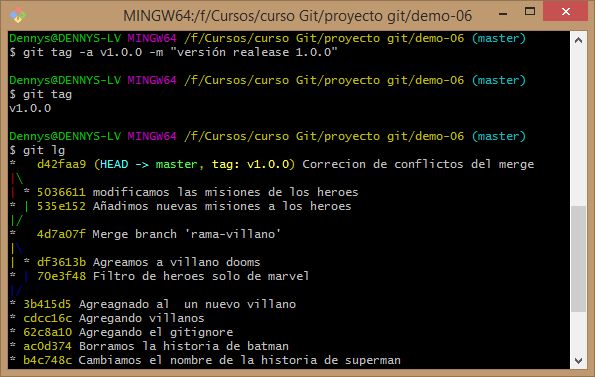 MINGW64:/f/Cursos/curso Git/proyecto git/demo-06
Dennys@DENNYS-LV MINGW64 /f/Cursos/curso Git/proyecto git/demo-06 (master)
$ git tag -a v1.0.0 -m "versión realease 1.0.0"
Dennys@DENNYS-LV MINGW64 /f/Cursos/curso Git/proyecto git/demo-06 (master)
$ git tag
v1.0.0
Dennys@DENNYS-LV MINGW64 /f/Cursos/curso Git/proyecto git/demo-06 (master)
$ git lg
*   d42faa9 (HEAD -> master, tag: v1.0.0) Correcion de conflictos del merge
|\
| * 5036611 modificamos las misiones de los heroes
* | 535e152 Añadimos nuevas misiones a los heroes
|/
*   4d7a07f Merge branch 'rama-villano'
|\
| * df3613b Agreamos a villano dooms
* | 70e3f48 Filtro de heroes solo de marvel
|/
* 3b415d5 Agreagnado al  un nuevo villano
* cdcc16c Agregando villanos
* 62c8a10 Agregando el gitignore
* ac0d374 Borramos la historia de batman
* b4c748c Cambiamos el nombre de la historia de superman